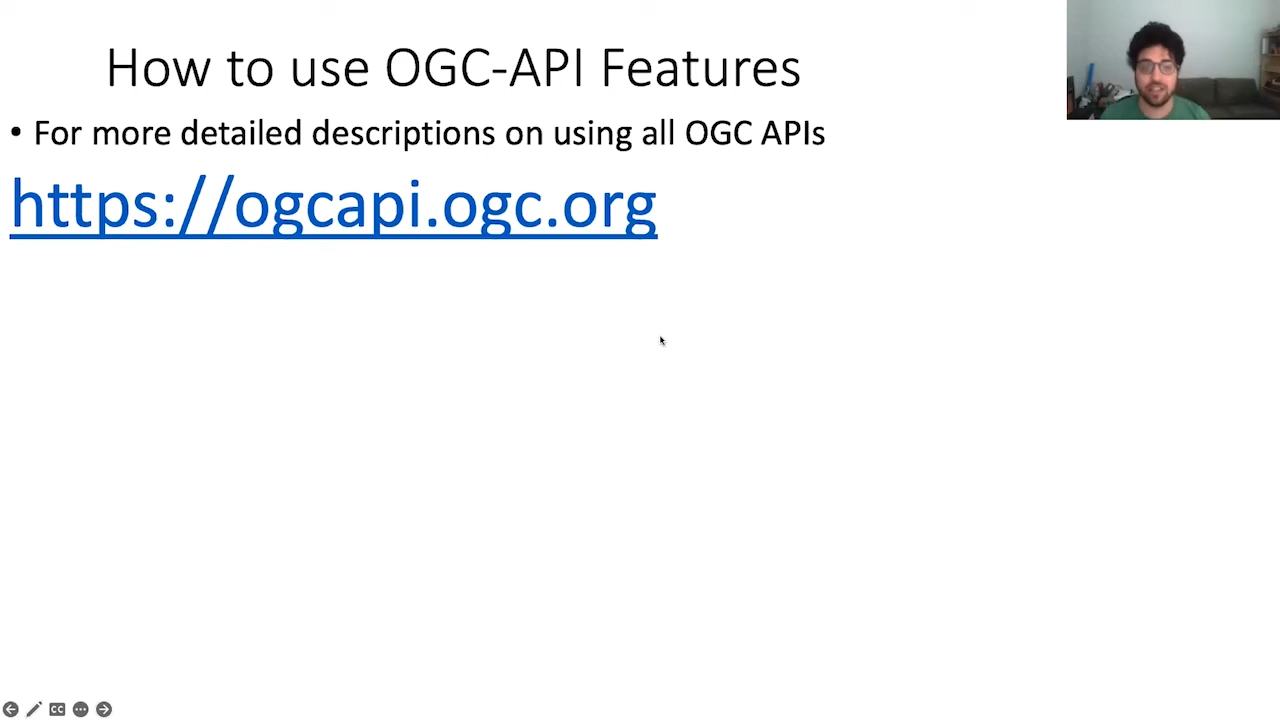 How to use OGC-API Features
• For more detailed descriptions on using all OGC APIs
https://ogcapi.ogc.org
CC